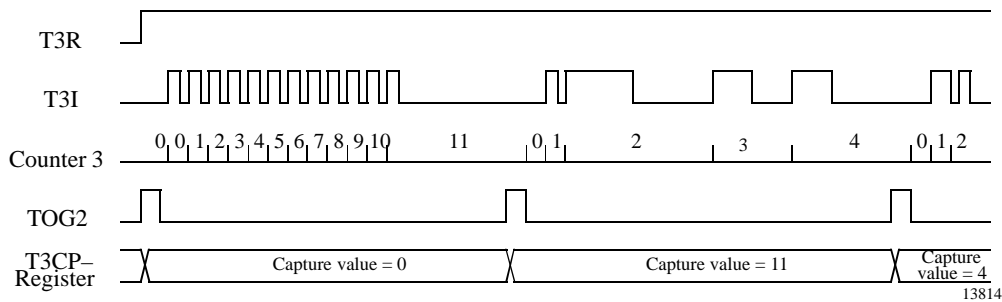 T3R
T3I
0 0 1 2 3 4 5 6 7 8 9 10 11 0 1 2 3 4 0 1 2
Counter 3
TOG2
T3CP–
Register
Capture value = 0
Capture value = 11
Capture
value = 4
13814